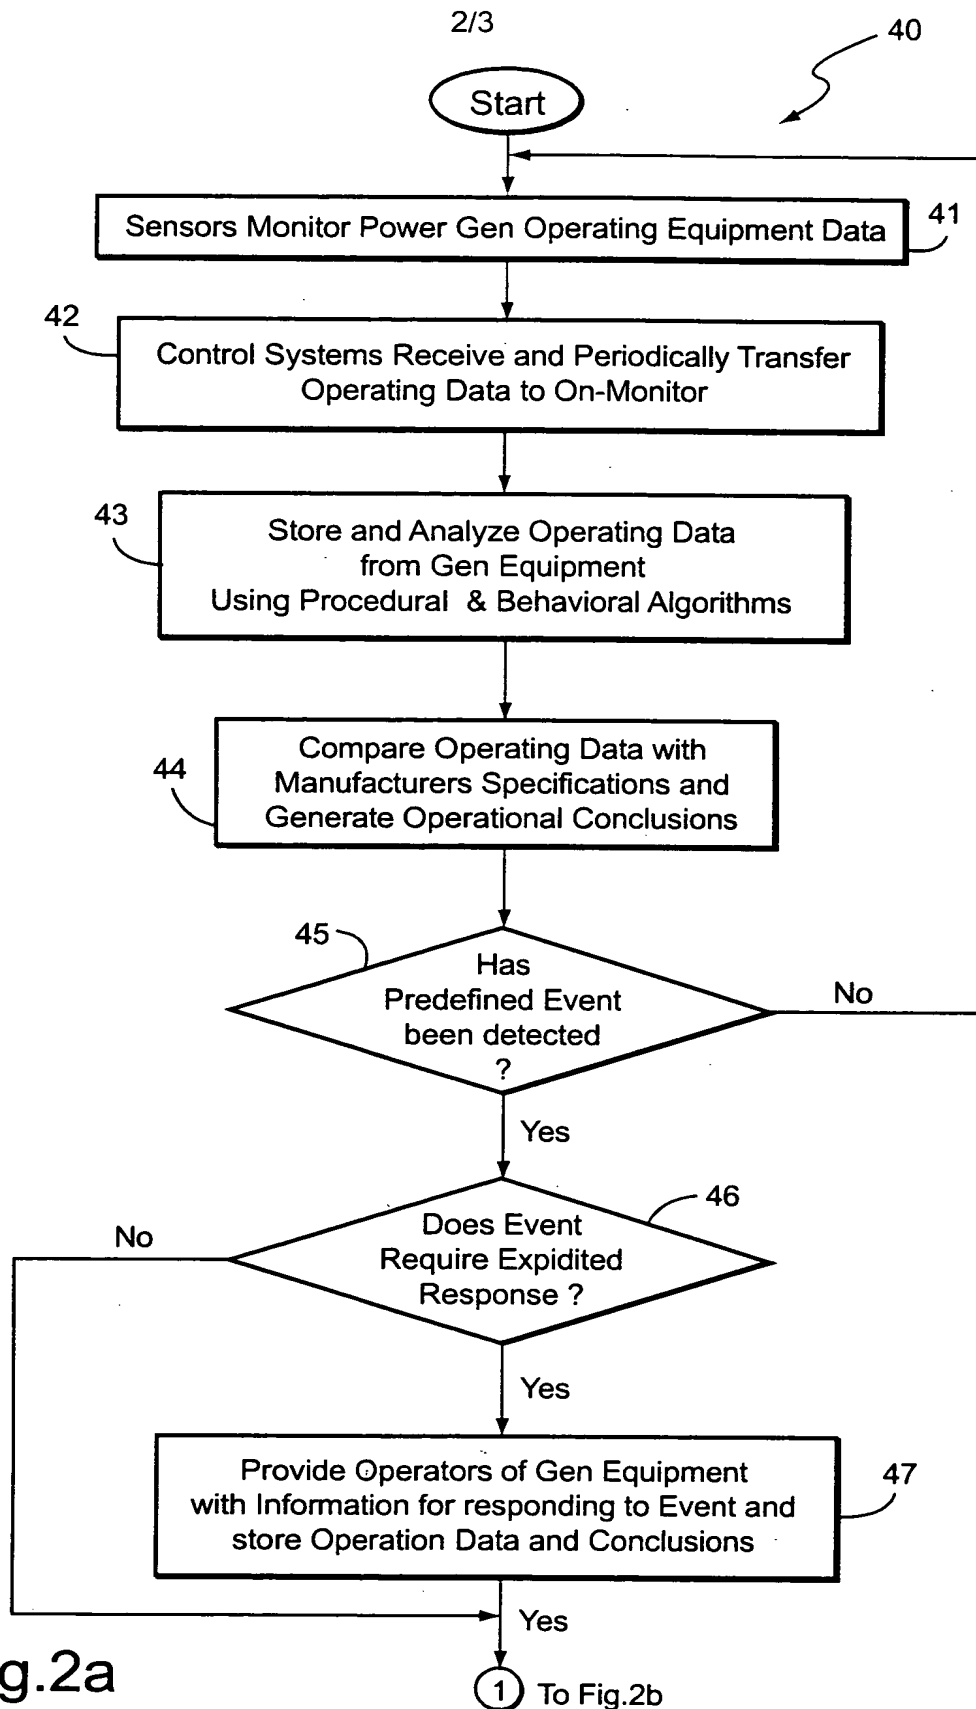 2/3
40
Start
Sensors Monitor Power Gen Operating Equipment Data
41
42
Control Systems Receive and Periodically Transfer
Operating Data to On-Monitor
43
Store and Analyze Operating Data
from Gen Equipment
Using Procedural & Behavioral Algorithms
44
Compare Operating Data with
Manufacturers Specifications and
Generate Operational Conclusions
45
Has
Predefined Event
been detected
?
No
Yes
46
Does Event
Require Expidited
Response ?
No
Yes
Provide Operators of Gen Equipment
with Information for responding to Event and
store Operation Data and Conclusions
47
Yes
g.2a
1 To Fig.2b